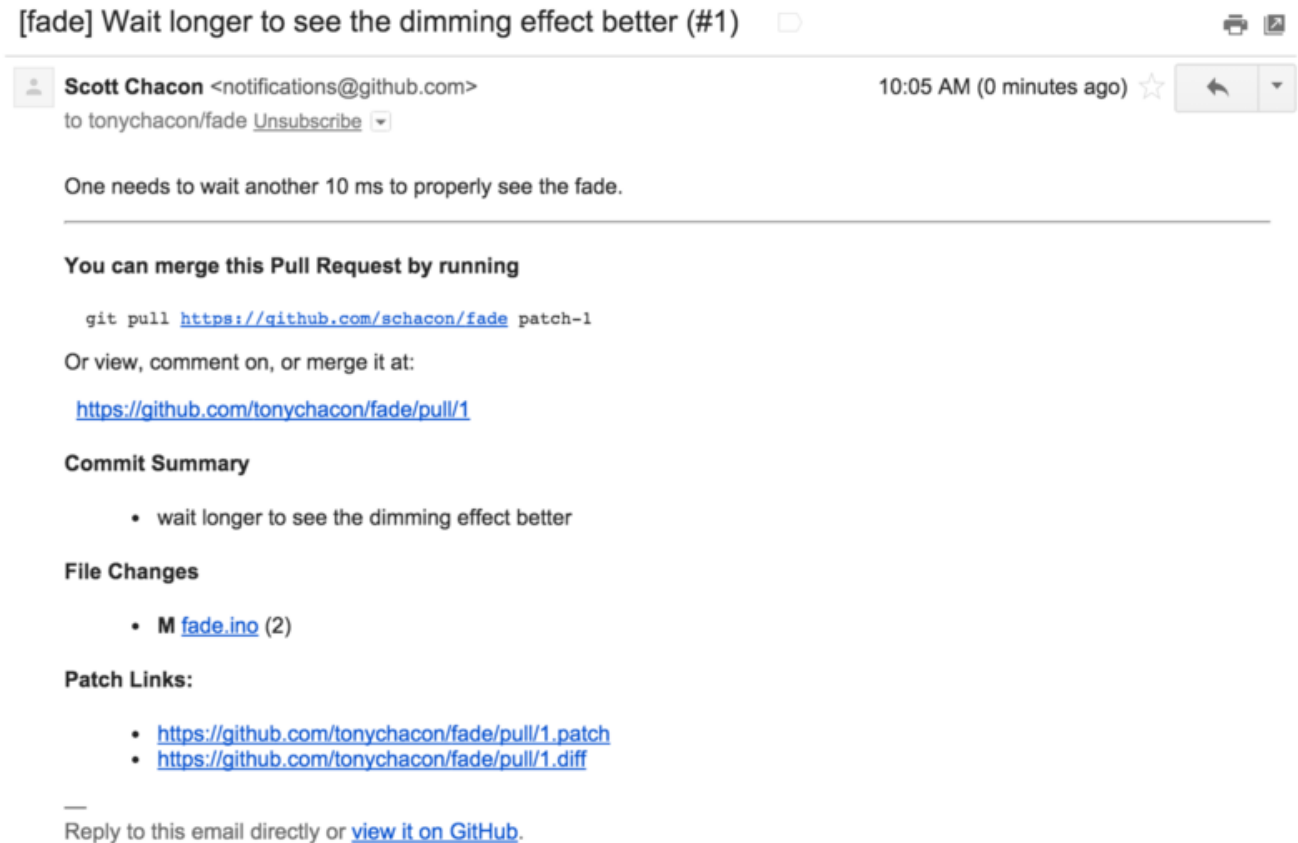 [fade] Wait longer to see the dimming effect better (#1)
Scott Chacon <notifications@github.com>
10:05 AM (0 minutes ago)
to tonychacon/fade Unsubscribe
One needs to wait another 10 ms to properly see the fade.
You can merge this Pull Request by running
git pull https://github.com/schacon/fade patch-1
Or view, comment on, or merge it at:
https://github.com/tonychacon/fade/pull/1
Commit Summary
• wait longer to see the dimming effect better
File Changes
• M fade.ino (2)
Patch Links:
• https://github.com/tonychacon/fade/pull/1.patch
• https://github.com/tonychacon/fade/pull/1.diff
—
Reply to this email directly or view it on GitHub.